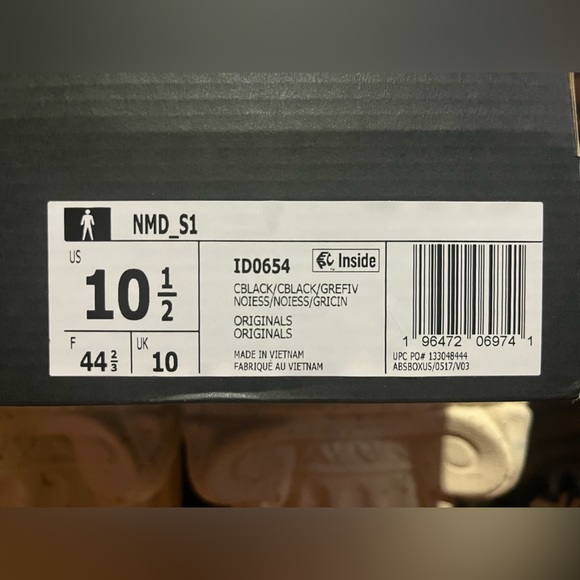 NMD_S1
US
10 1/2
F
44 2/3
UK
10
ID0654
Inside
CBLACK/CBLACK/GREFIV
NOIESS/NOIESS/GRICIN
ORIGINALS
ORIGINALS
MADE IN VIETNAM
FABRIQUÉ AU VIETNAM
1 96472 06974 1
UPC PO# 133048444
ABSBOXUS/0517/V03